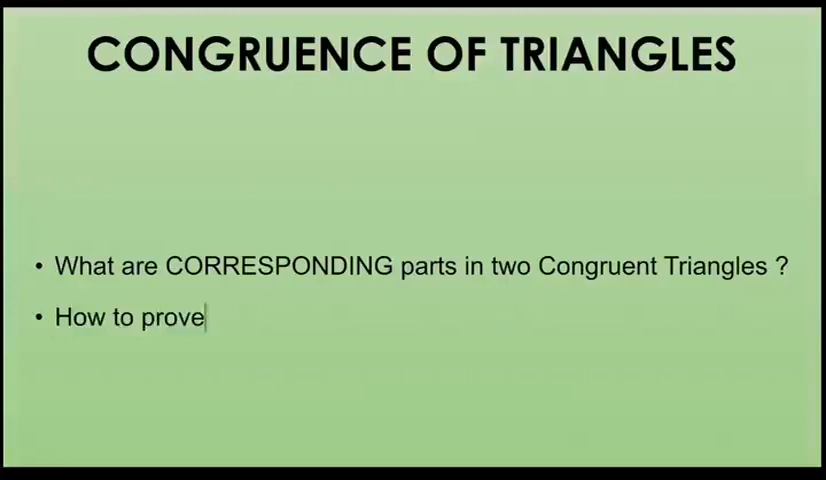 CONGRUENCE OF TRIANGLES
• What are CORRESPONDING parts in two Congruent Triangles ?
• How to prove